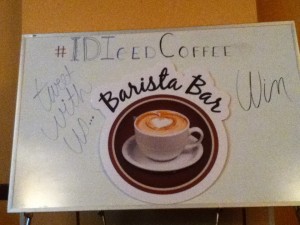 #IDIcedCoffee
Tweet
with
us...
Barista Bar
Win